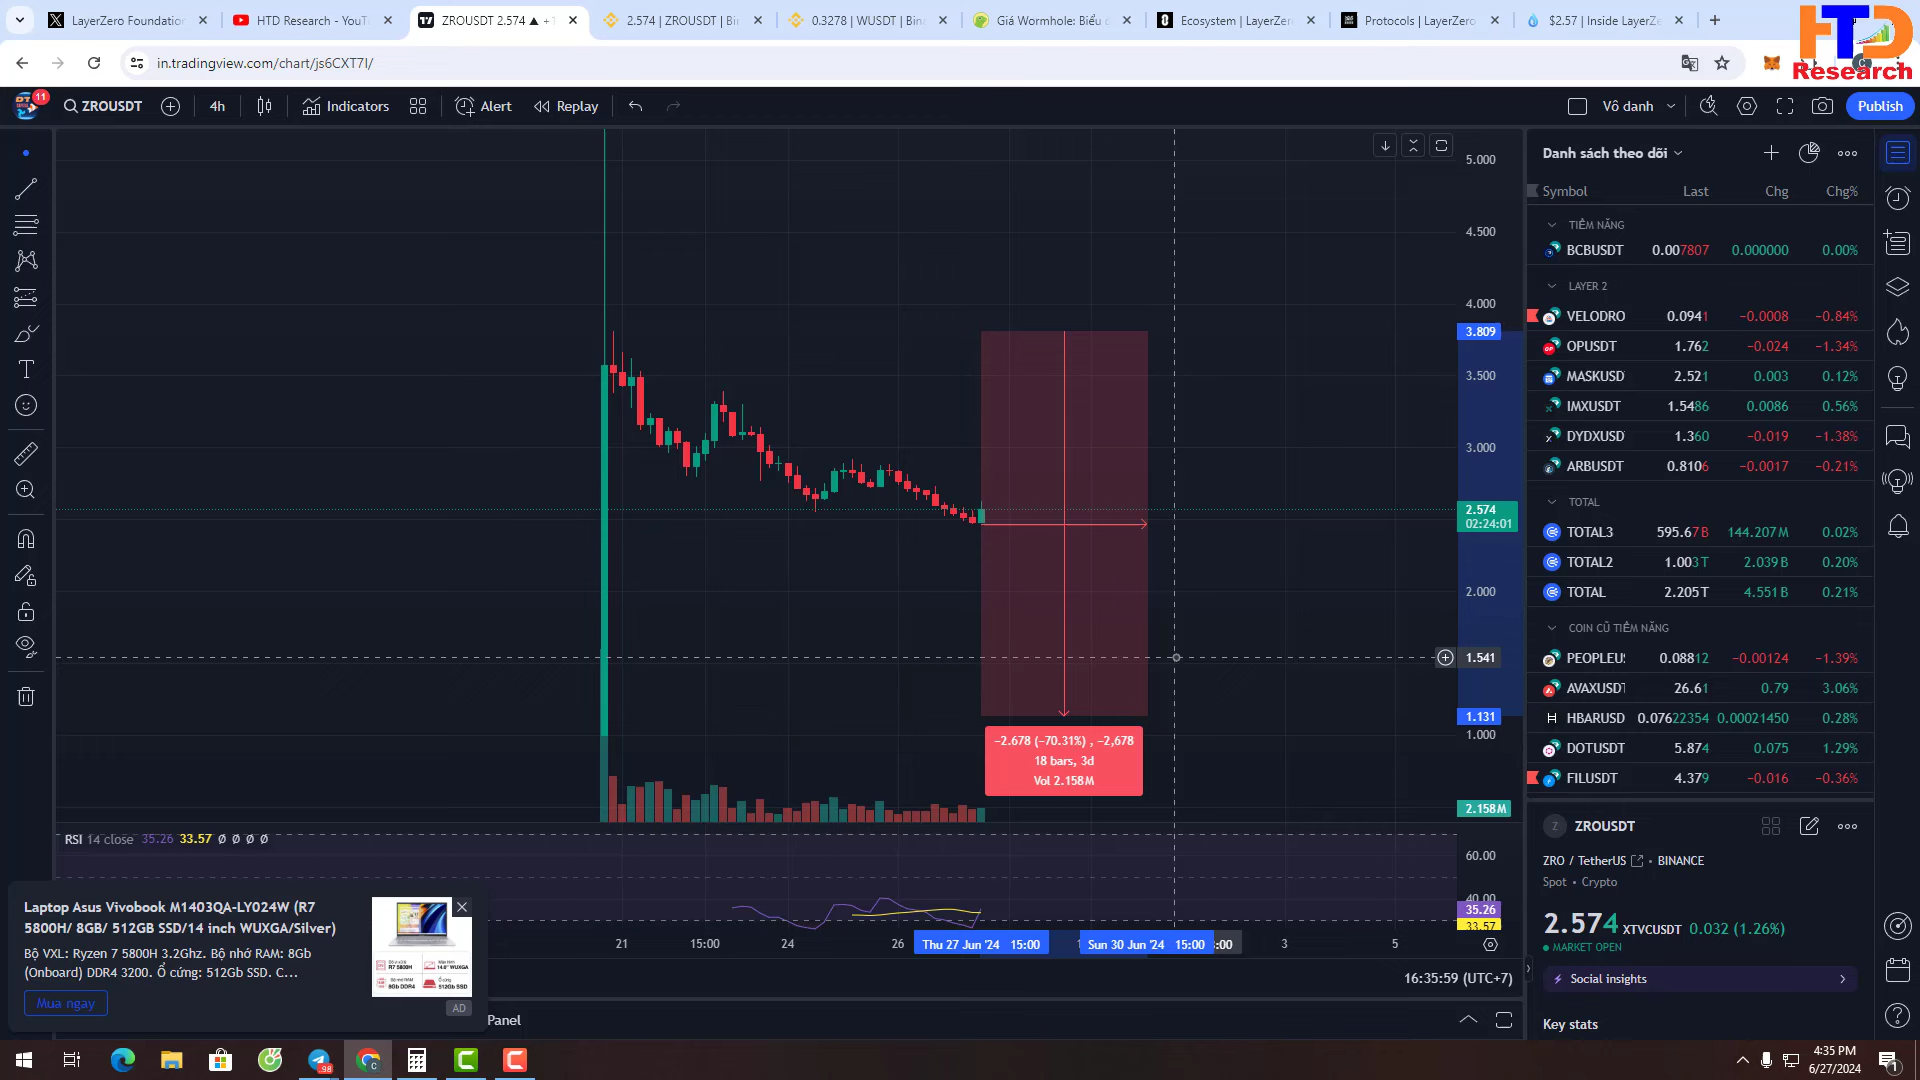 LayerZero Foundation
HTD Research - YouT
ZROUSDT 2.574 ▲ +1
2.574 | ZROUSDT | Bin
0.3278 | WUSDT | Bina
Giá Wormhole: Biểu đ
Ecosystem | LayerZero
Protocols | LayerZero
$2.57 | Inside LayerZe
HTD
Research
in.tradingview.com/chart/js6CXT7I/
11
ZROUSDT
4h
Indicators
Alert
Replay
Vô danh
Publish
5.000
4.500
4.000
3.809
3.500
3.000
2.574
02:24:01
2.000
1.541
1.131
1.000
2.158M
−2.678 (−70.31%) , −2,678
18 bars, 3d
Vol 2.158M
RSI 14 close 35.26 33.57 Ø Ø Ø Ø
60.00
40.00
35.26
33.57
21
15:00
24
26
Thu 27 Jun '24 15:00
Sun 30 Jun '24 15:00
:00
3
5
16:35:59 (UTC+7)
Panel
Laptop Asus Vivobook M1403QA-LY024W (R7
5800H/ 8GB/ 512GB SSD/14 inch WUXGA/Silver)
Bộ VXL: Ryzen 7 5800H 3.2Ghz. Bộ nhớ RAM: 8Gb
(Onboard) DDR4 3200. Ổ cứng: 512Gb SSD. C...
Mua ngay
AD
Danh sách theo dõi
Symbol Last Chg Chg%
TIỀM NĂNG
BCBUSDT 0.007807 0.000000 0.00%
LAYER 2
VELODRO 0.0941 −0.0008 −0.84%
OPUSDT 1.762 −0.024 −1.34%
MASKUSD 2.521 0.003 0.12%
IMXUSDT 1.5486 0.0086 0.56%
DYDXUSD 1.360 −0.019 −1.38%
ARBUSDT 0.8106 −0.0017 −0.21%
TOTAL
TOTAL3 595.67B 144.207M 0.02%
TOTAL2 1.003T 2.039B 0.20%
TOTAL 2.205T 4.551B 0.21%
COIN CŨ TIỀM NĂNG
PEOPLEU 0.08812 −0.00124 −1.39%
AVAXUSDT 26.61 0.79 3.06%
HBARUSD 0.07622354 0.00021450 0.28%
DOTUSDT 5.874 0.075 1.29%
FILUSDT 4.379 −0.016 −0.36%
Z
ZROUSDT
ZRO / TetherUS • BINANCE
Spot • Crypto
2.574 XTVCUSDT 0.032 (1.26%)
MARKET OPEN
Social insights
Key stats
98
4:35 PM
6/27/2024
1